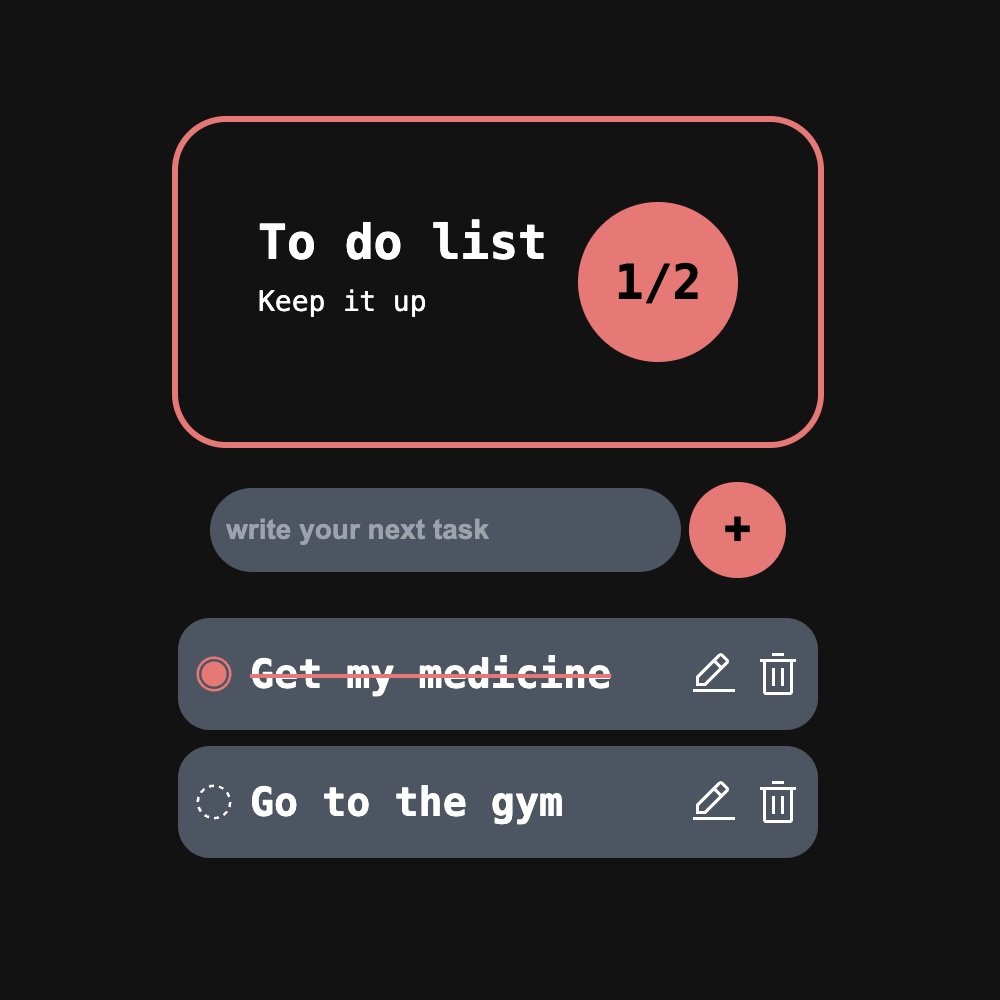 To do list
Keep it up
1/2
write your next task
+
Get my medicine
Go to the gym